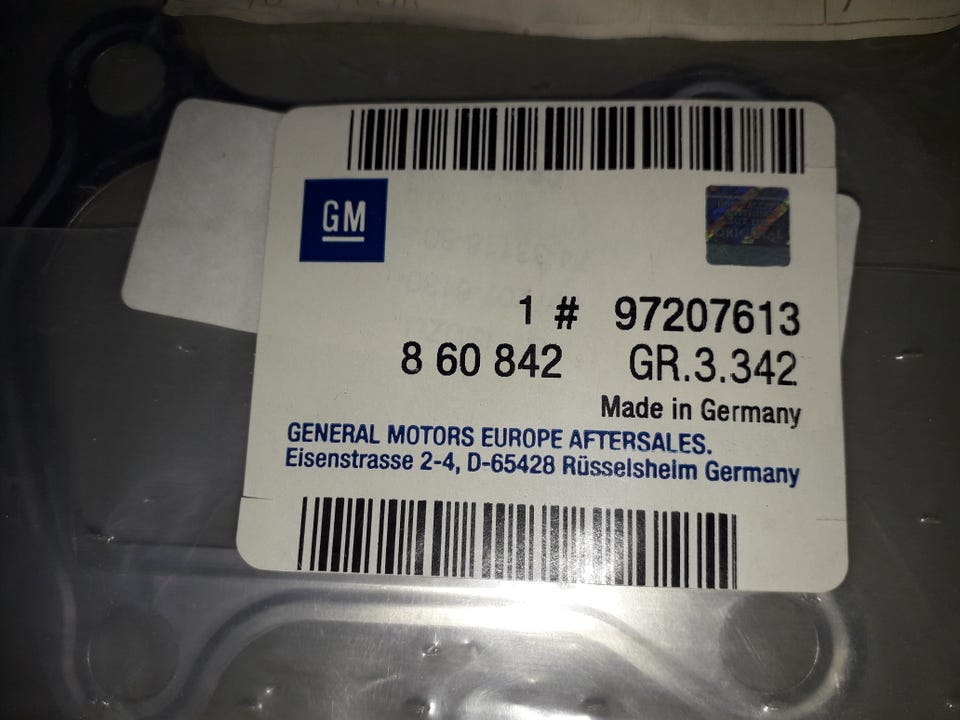 GM
ORIGINAL
1 # 97207613
8 60 842 GR.3.342
Made in Germany
GENERAL MOTORS EUROPE AFTERSALES.
Eisenstrasse 2-4, D-65428 Rüsselsheim Germany